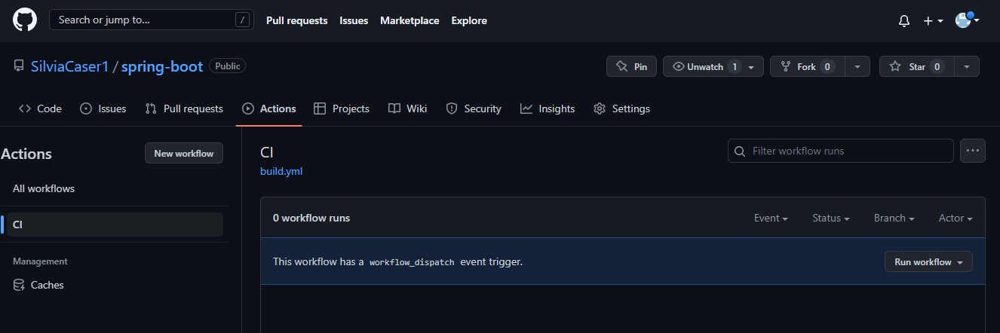 Search or jump to... /
Pull requests Issues Marketplace Explore
SilviaCaser1 / spring-boot Public
Pin Unwatch 1 Fork 0 Star 0
Code Issues Pull requests Actions Projects Wiki Security Insights Settings
Actions New workflow
All workflows
CI
Management
Caches
CI
build.yml
Filter workflow runs
0 workflow runs Event Status Branch Actor
This workflow has a workflow_dispatch event trigger. Run workflow